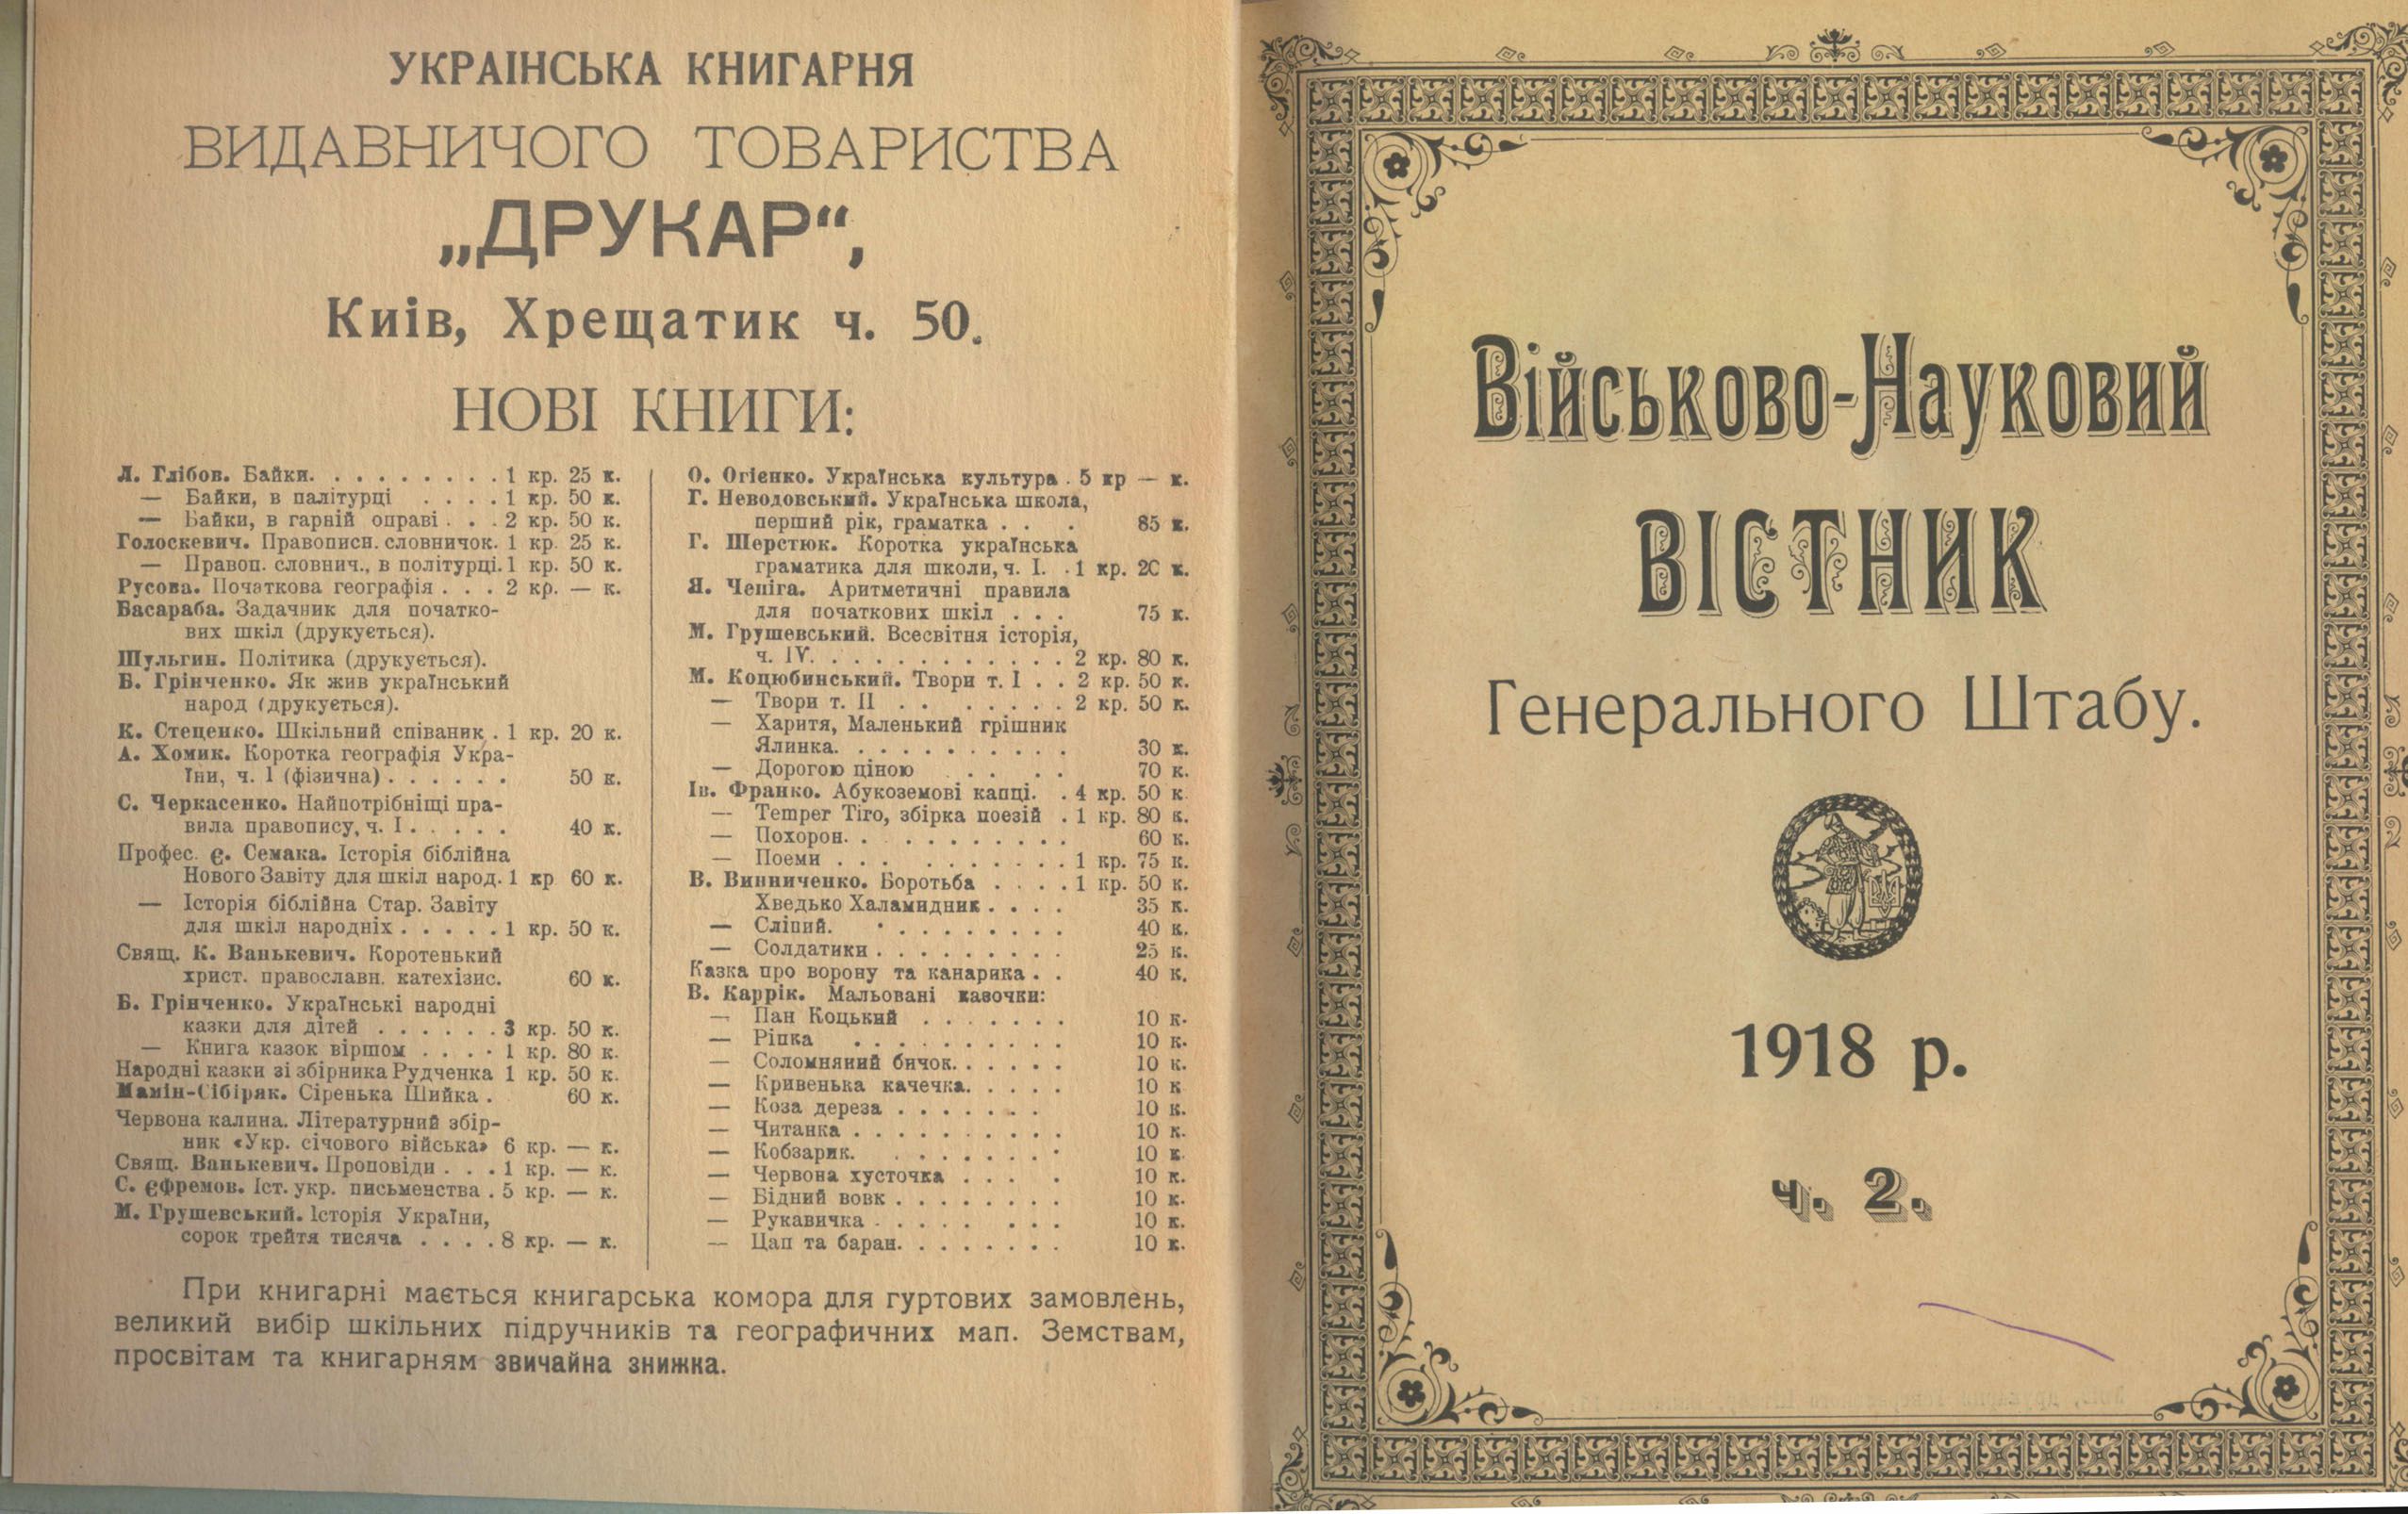 УКРАІНСЬКА КНИГАРНЯ
ВИДАВНИЧОГО ТОВАРИСТВА
„ДРУКАР“,
Київ, Хрещатик ч. 50.
НОВІ КНИГИ:
Л. Глібов. Байки. . . . . . . . . 1 кр. 25 к.
— Байки, в палітурці . . . . 1 кр. 50 к.
— Байки, в гарній оправі . . . 2 кр. 50 к.
Голоскевич. Правописн. словничок. 1 кр. 25 к.
— Правоп. словнич., в політурці. 1 кр. 50 к.
Русова. Початкова географія . . . 2 кр. — к.
Басараба. Задачник для початко-
вих шкіл (друкується).
Шульгин. Політика (друкується).
Б. Грінченко. Як жив український
народ (друкується).
К. Стеценко. Шкільний співаник . 1 кр. 20 к.
А. Хомик. Коротка географія Укра-
їни, ч. 1 (фізична) . . . . . . 50 к.
С. Черкасенко. Найпотрібніщі пра-
вила правопису, ч. I . . . . . 40 к.
Профес. Є. Семака. Історія біблійна
Нового Завіту для шкіл народ. 1 кр 60 к.
— Історія біблійна Стар. Завіту
для шкіл народніх . . . . . 1 кр. 50 к.
Свящ. К. Ванькевич. Коротенький
христ. православн. катехізис. 60 к.
Б. Грінченко. Українські народні
казки для дітей . . . . . . 3 кр. 50 к.
— Книга казок віршом . . . . 1 кр. 80 к.
Народні казки зі збірника Рудченка 1 кр. 50 к.
Мамін-Сібіряк. Сіренька Шийка . 60 к.
Червона калина. Літературний збір-
ник «Укр. січового війська» 6 кр. — к.
Свящ. Ванькевич. Проповіди . . . 1 кр. — к.
С. Єфремов. Іст. укр. письменства . 5 кр. — к.
М. Грушевський. Історія України,
сорок трейтя тисяча . . . . 8 кр. — к.
О. Огієнко. Українська культура . 5 кр — к.
Г. Неводовський. Українська школа,
перший рік, граматка . . . 85 к.
Г. Шерстюк. Коротка українська
граматика для школи, ч. І. . 1 кр. 20 к.
Я. Чепіга. Аритметичні правила
для початкових шкіл . . . 75 к.
М. Грушевський. Всесвітня історія,
ч. IV. . . . . . . . . . . . 2 кр. 80 к.
М. Коцюбинський. Твори т. I . . 2 кр. 50 к.
— Твори т. II . . . . . . . 2 кр. 50 к.
— Харитя, Маленький грішник
Ялинка. . . . . . . . . . . 30 к.
— Дорогою ціною . . . . 70 к.
Ів. Франко. Абукоземові капці. . 4 кр. 50 к.
— Temper Tiro, збірка поезій . 1 кр. 80 к.
— Похорон. . . . . . . . . . 60 к.
— Поеми . . . . . . . . . . . 1 кр. 75 к.
В. Винниченко. Боротьба . . . . 1 кр. 50 к.
Хведько Халамидник . . . . 35 к.
— Сліпий. . . . . . . . . . 40 к.
— Солдатики . . . . . . . . . 25 к.
Казка про ворону та канарика . . 40 к.
В. Каррік. Мальовані казочки:
— Пан Коцький . . . . . . . 10 к.
— Ріпка . . . . . . . . . . 10 к.
— Соломняний бичок. . . . . . 10 к.
— Кривенька качечка. . . . . 10 к
— Коза дереза . . . . . . . 10 к.
— Читанка . . . . . . . . . . 10 к.
— Кобзарик. . . . . . . . . 10 к.
— Червона хусточка . . . . 10 к.
— Бідний вовк . . . . . . . . 10 к.
— Рукавичка . . . . . . . . 10 к.
— Цап та баран. . . . . . . . 10 к.
При книгарні мається книгарська комора для гуртових замовлень,
великий вибір шкільних підручників та географичних мап. Земствам,
просвітам та книгарням звичайна знижка.
Військово-Науковий
ВІСТНИК
Генерального Штабу.
1918 р.
ч. 2.